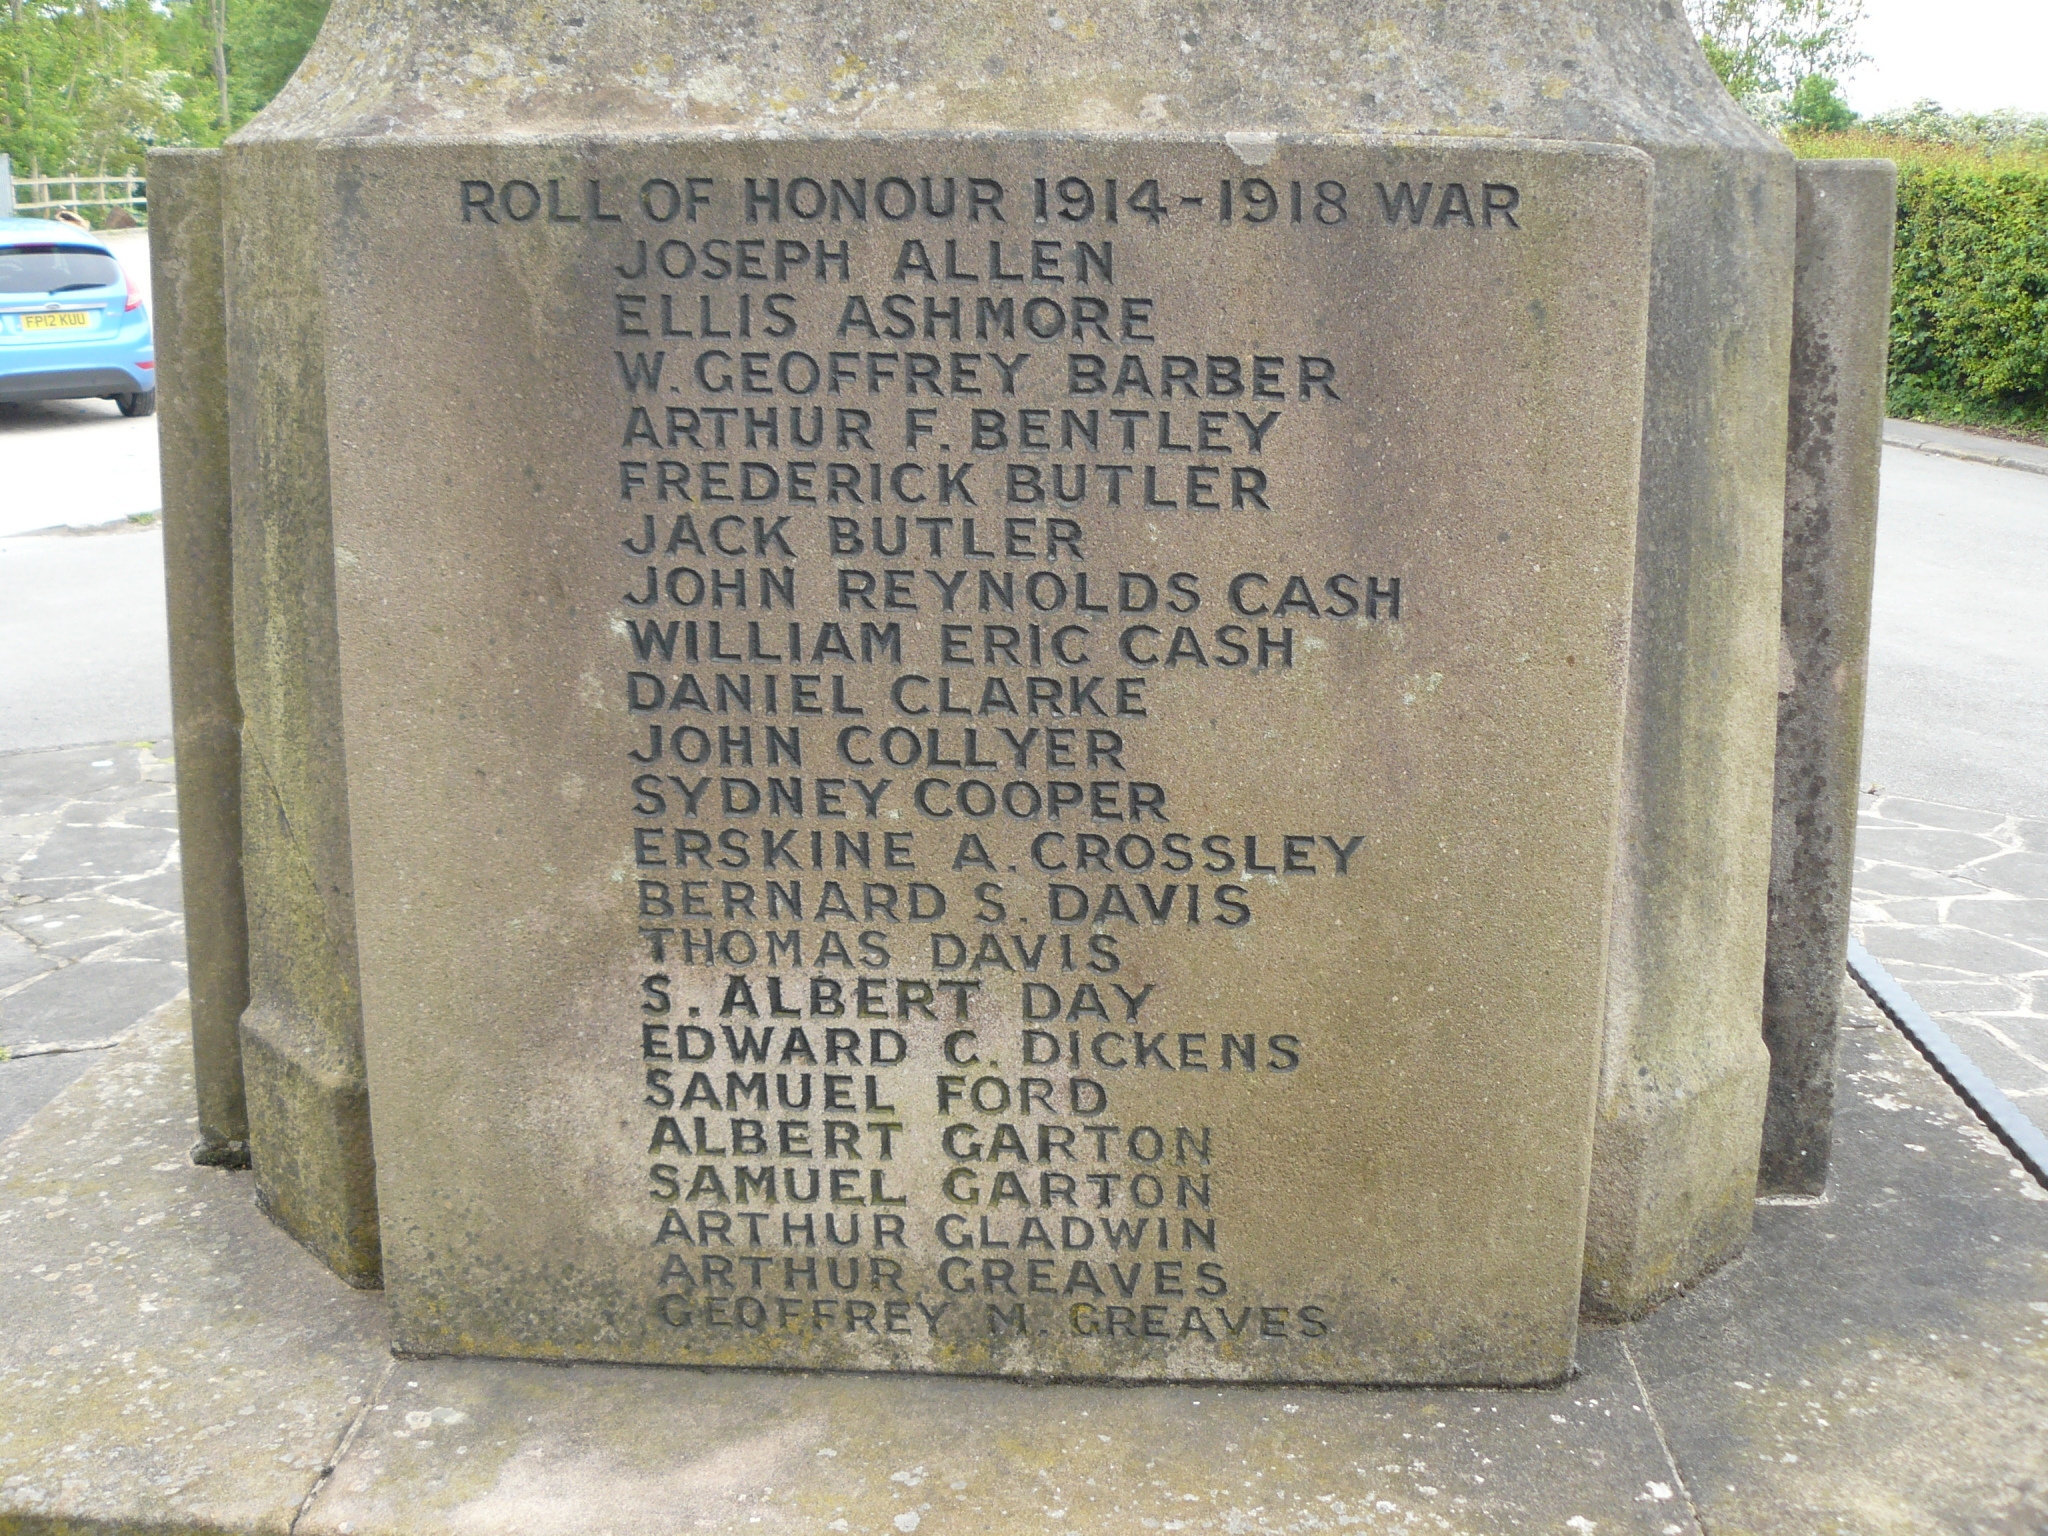 ROLL OF HONOUR 1914-1918 WAR
JOSEPH ALLEN
ELLIS ASHMORE
W. GEOFFREY BARBER
ARTHUR F. BENTLEY
FREDERICK BUTLER
JACK BUTLER
JOHN REYNOLDS CASH
WILLIAM ERIC CASH
DANIEL CLARKE
JOHN COLLYER
SYDNEY COOPER
ERSKINE A. CROSSLEY
BERNARD S. DAVIS
THOMAS DAVIS
S. ALBERT DAY
EDWARD C. DICKENS
SAMUEL FORD
ALBERT GARTON
SAMUEL GARTON
ARTHUR GLADWIN
ARTHUR GREAVES
GEOFFREY M. GREAVES
FP12 KUU